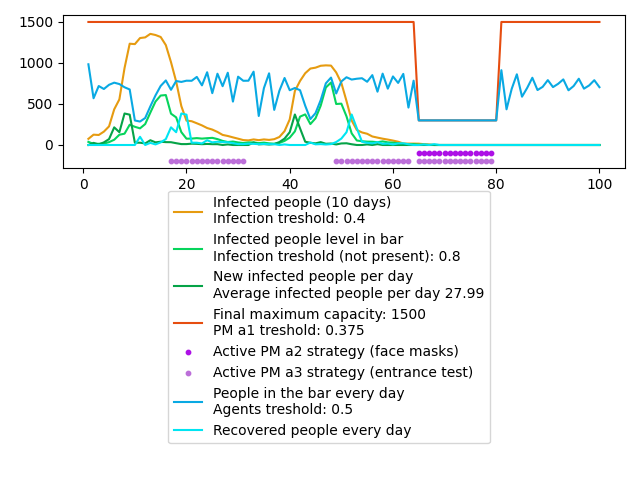 1500
1000
500
0
0 20 40 60 80 100
Infected people (10 days)
Infection treshold: 0.4
Infected people level in bar
Infection treshold (not present): 0.8
New infected people per day
Average infected people per day 27.99
Final maximum capacity: 1500
PM a1 treshold: 0.375
Active PM a2 strategy (face masks)
Active PM a3 strategy (entrance test)
People in the bar every day
Agents treshold: 0.5
Recovered people every day